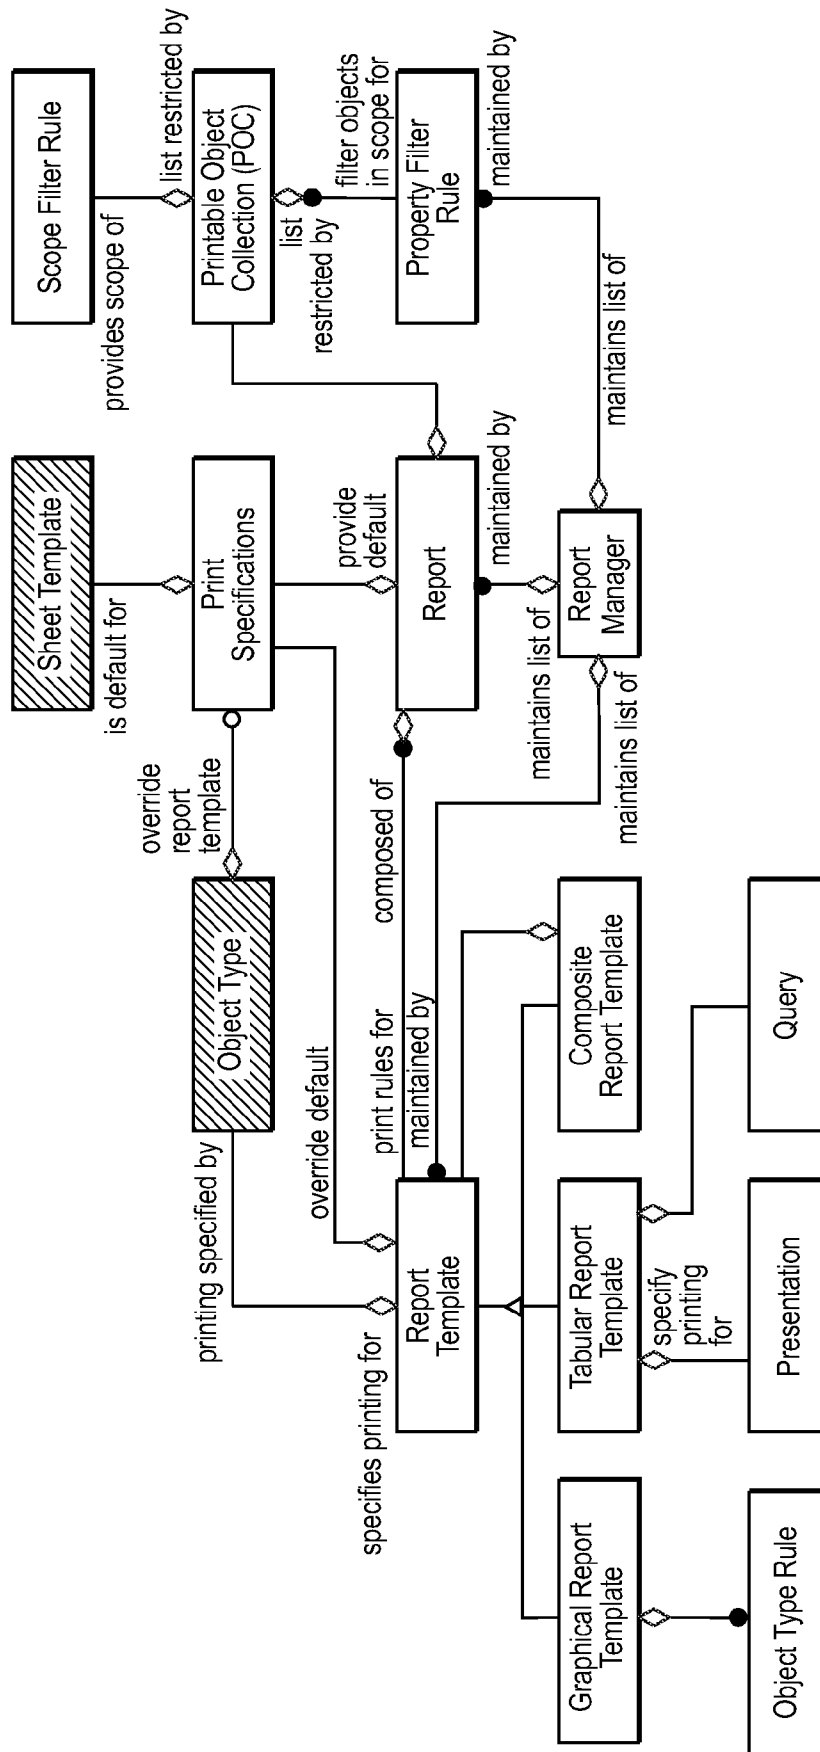 Scope Filter Rule
provides scope of
list restricted by
Printable Object
Collection (POC)
list
restricted by
filter objects
in scope for
Property Filter
Rule
maintained by
maintains list of
Sheet Template
is default for
Print
Specifications
provide
default
Report
maintained by
maintains list of
Report
Manager
maintains list of
override
report
template
Object Type
printing specified by
override default
composed of
print rules for
maintained by
specifies printing for
Report
Template
Composite
Report Template
Tabular Report
Template
Graphical Report
Template
specify
printing
for
Query
Presentation
Object Type Rule